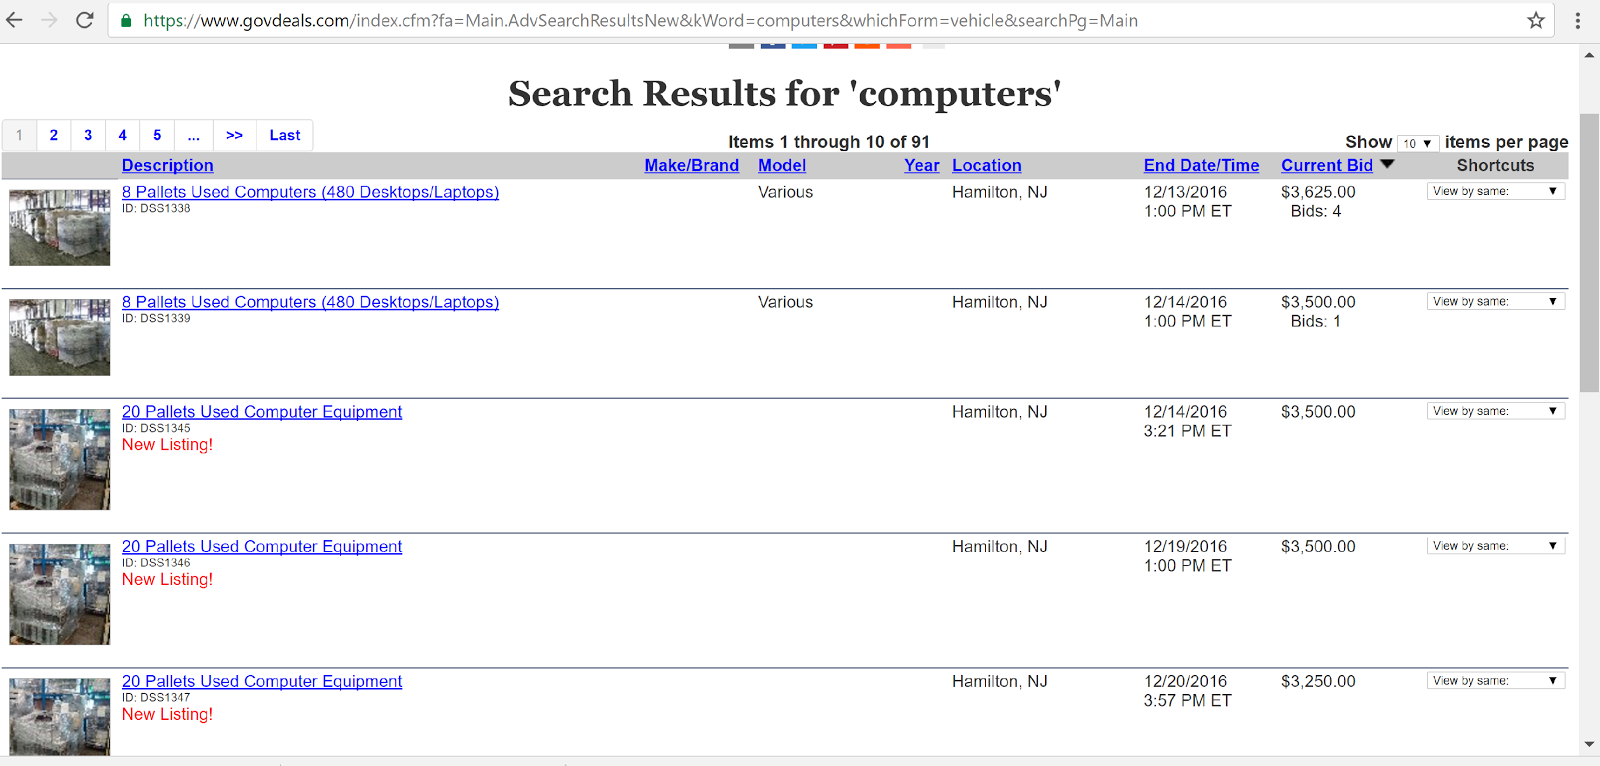 https://www.govdeals.com/index.cfm?fa=Main.AdvSearchResultsNew&kWord=computers&whichForm=vehicle&searchPg=Main
Search Results for 'computers'
1 2 3 4 5 ... >> Last
Items 1 through 10 of 91
Show 10 items per page
Description Make/Brand Model Year Location End Date/Time Current Bid Shortcuts
8 Pallets Used Computers (480 Desktops/Laptops) Various Hamilton, NJ 12/13/2016 $3,625.00 View by same:
ID: DSS1338 1:00 PM ET Bids: 4
8 Pallets Used Computers (480 Desktops/Laptops) Various Hamilton, NJ 12/14/2016 $3,500.00 View by same:
ID: DSS1339 1:00 PM ET Bids: 1
20 Pallets Used Computer Equipment Hamilton, NJ 12/14/2016 $3,500.00 View by same:
ID: DSS1345 3:21 PM ET
New Listing!
20 Pallets Used Computer Equipment Hamilton, NJ 12/19/2016 $3,500.00 View by same:
ID: DSS1346 1:00 PM ET
New Listing!
20 Pallets Used Computer Equipment Hamilton, NJ 12/20/2016 $3,250.00 View by same:
ID: DSS1347 3:57 PM ET
New Listing!